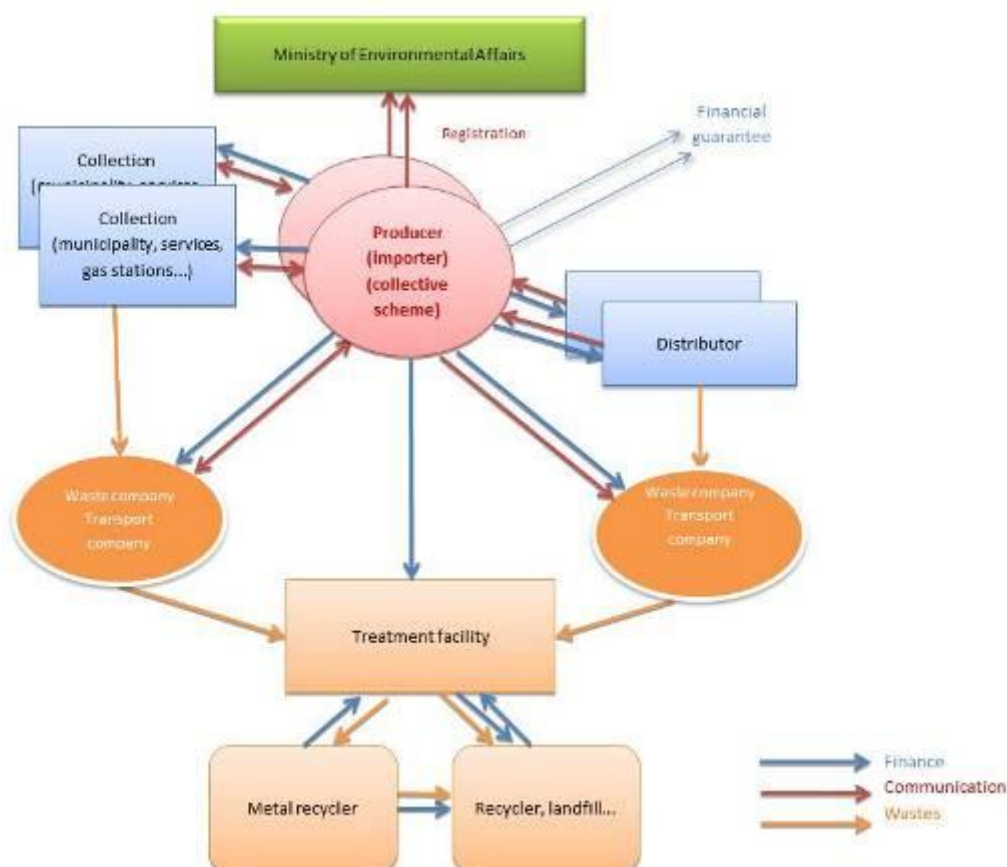 Ministry of Environmental Affairs
Registration
Financial
guarantee
Collection
Collection
(municipality, services,
gas stations...)
Producer
(importer)
(collective
scheme)
Distributor
Waste company
Transport
company
Waste company
Transport
company
Treatment facility
Metal recycler
Recycler, landfill...
Finance
Communication
Wastes